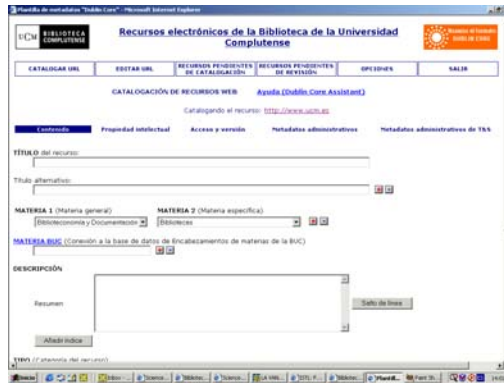 Plantilla de metadatos "Dublin Core" - Microsoft Internet Explorer
UCM BIBLIOTECA COMPLUTENSE
Recursos electrónicos de la Biblioteca de la Universidad Complutense
CATALOGAR URL
EDITAR URL
RECURSOS PENDIENTES DE CATALOGACIÓN
RECURSOS PENDIENTES DE REVISIÓN
OPCIONES
SALIR
CATALOGACIÓN DE RECURSOS WEB
Ayuda (Dublin Core Assistant)
Catalogando el recurso: http://www.ucm.es
Contenido
Propiedad intelectual
Acceso y versión
Metadatos administrativos
Metadatos administrativos de T&S
TÍTULO del recurso:
Título alternativo:
MATERIA 1 (Materia general)
MATERIA 2 (Materia específica)
Biblioteconomía y Documentación
Bibliotecas
MATERIA BUC (Conexión a la base de datos de Encabezamientos de materias de la BUC)
DESCRIPCIÓN
Resumen
Salto de línea
Añadir índice
TIPO (Categoría del recurso)
Inicio